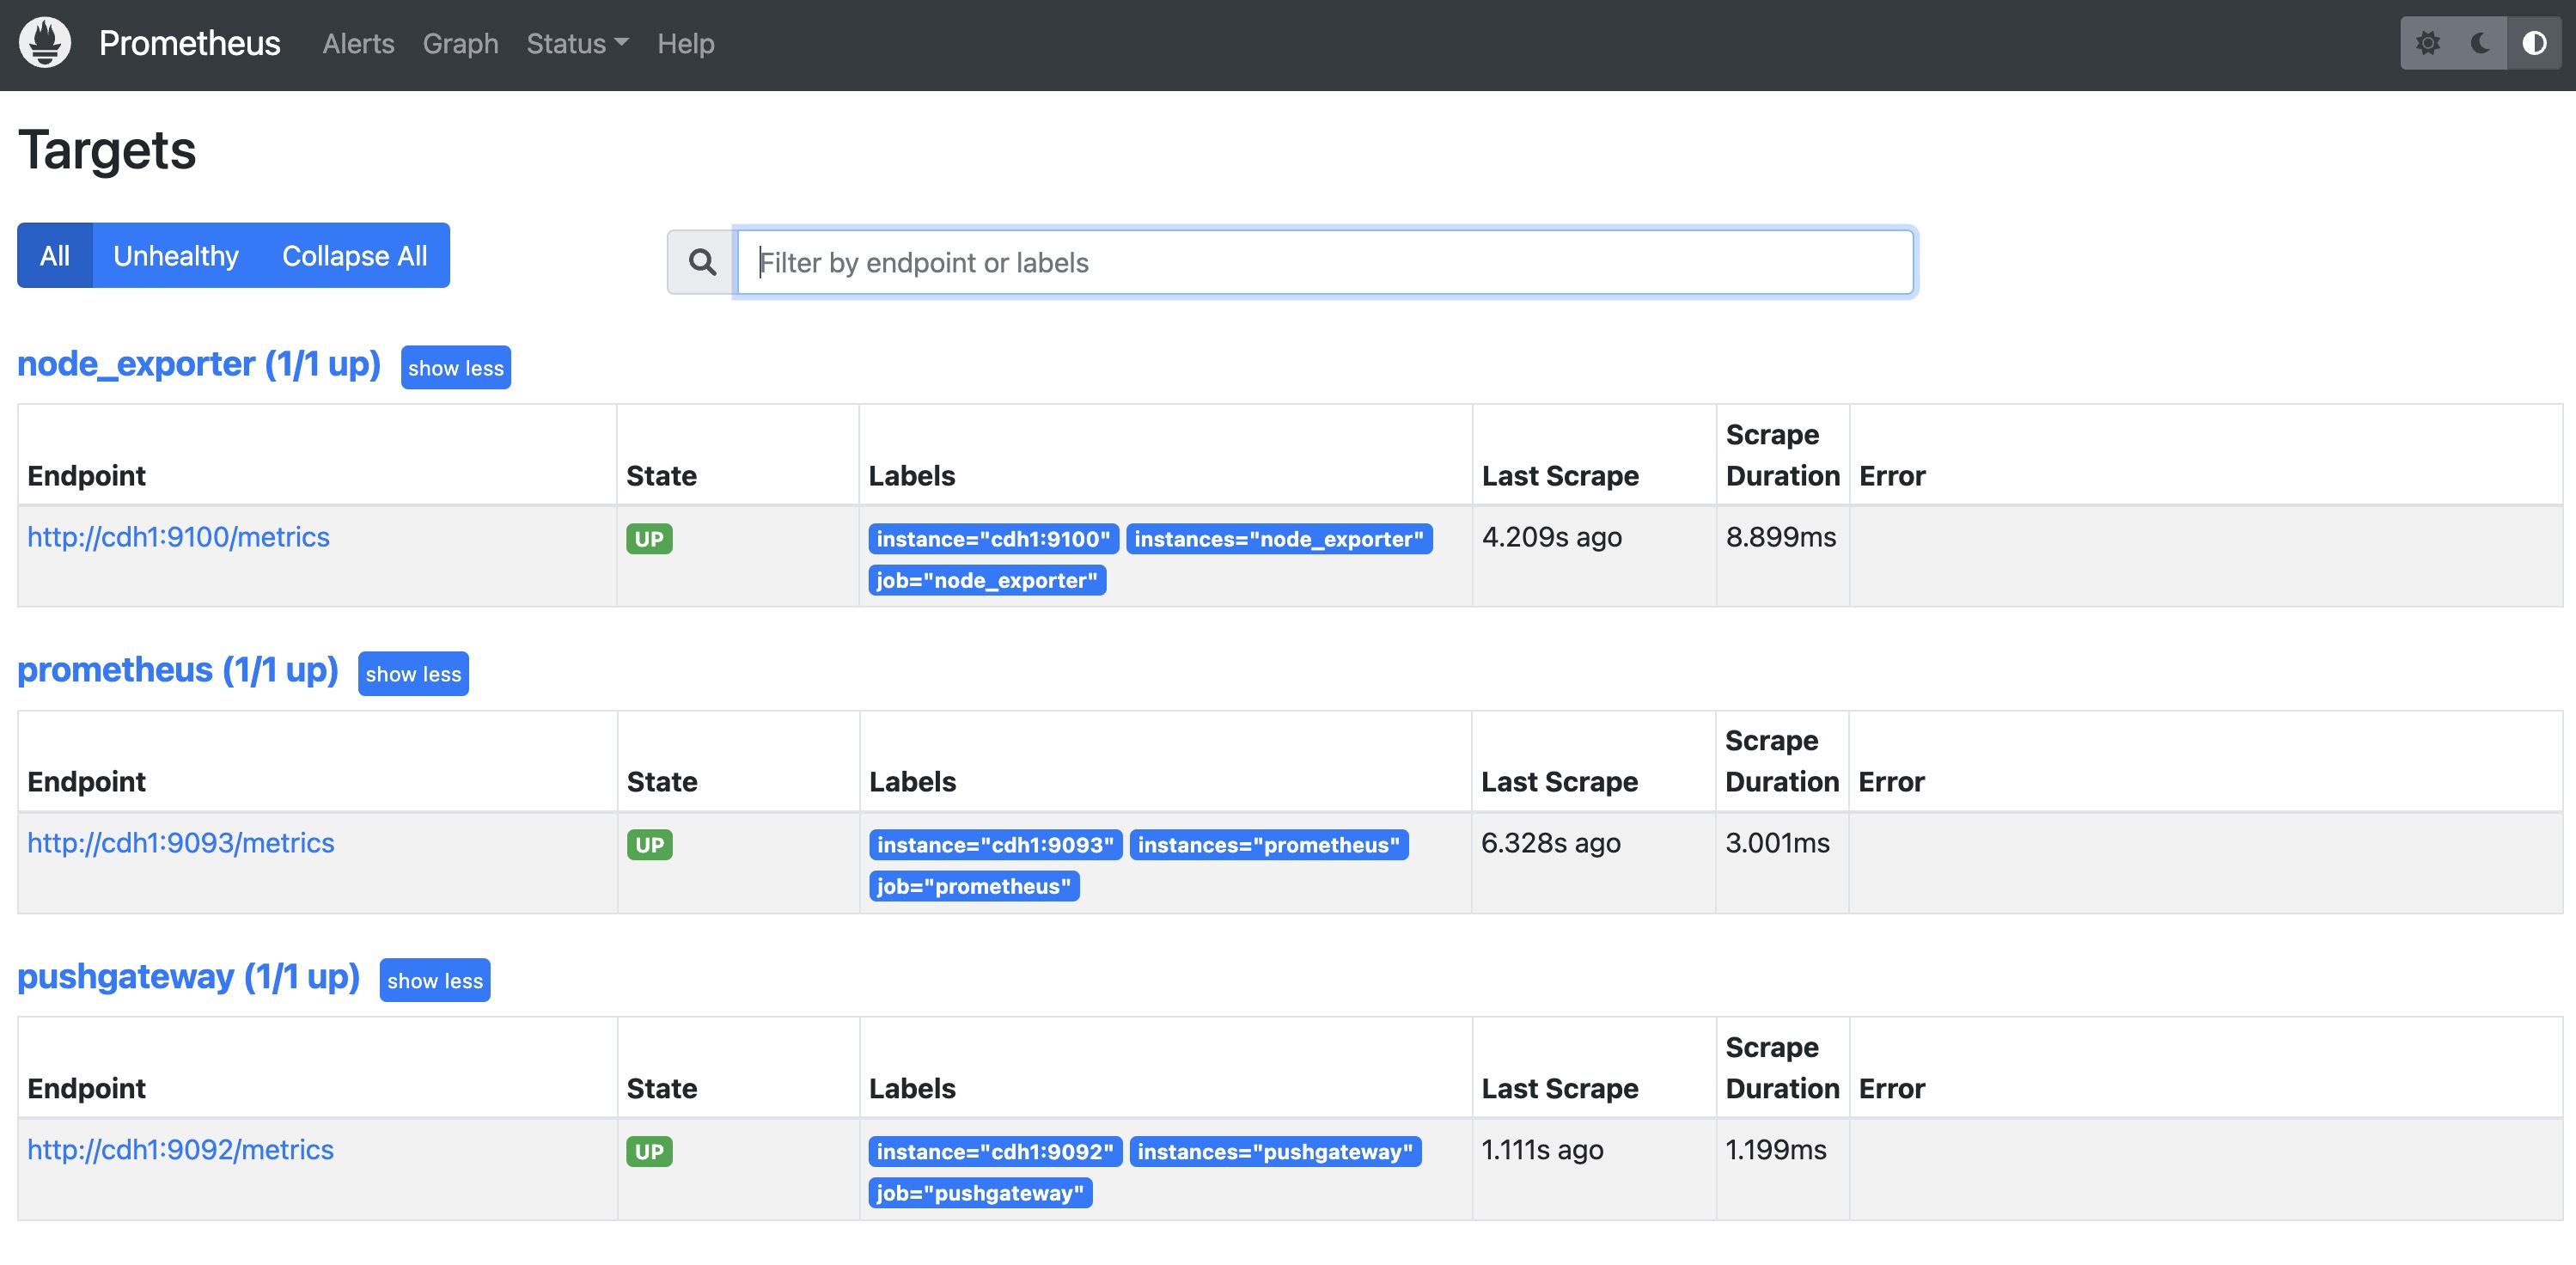 Prometheus Alerts Graph Status Help
Targets
All Unhealthy Collapse All
Filter by endpoint or labels
node_exporter (1/1 up) show less
Endpoint State Labels Last Scrape Scrape Duration Error
http://cdh1:9100/metrics UP instance="cdh1:9100" instances="node_exporter" 4.209s ago 8.899ms
job="node_exporter"
prometheus (1/1 up) show less
Endpoint State Labels Last Scrape Scrape Duration Error
http://cdh1:9093/metrics UP instance="cdh1:9093" instances="prometheus" 6.328s ago 3.001ms
job="prometheus"
pushgateway (1/1 up) show less
Endpoint State Labels Last Scrape Scrape Duration Error
http://cdh1:9092/metrics UP instance="cdh1:9092" instances="pushgateway" 1.111s ago 1.199ms
job="pushgateway"